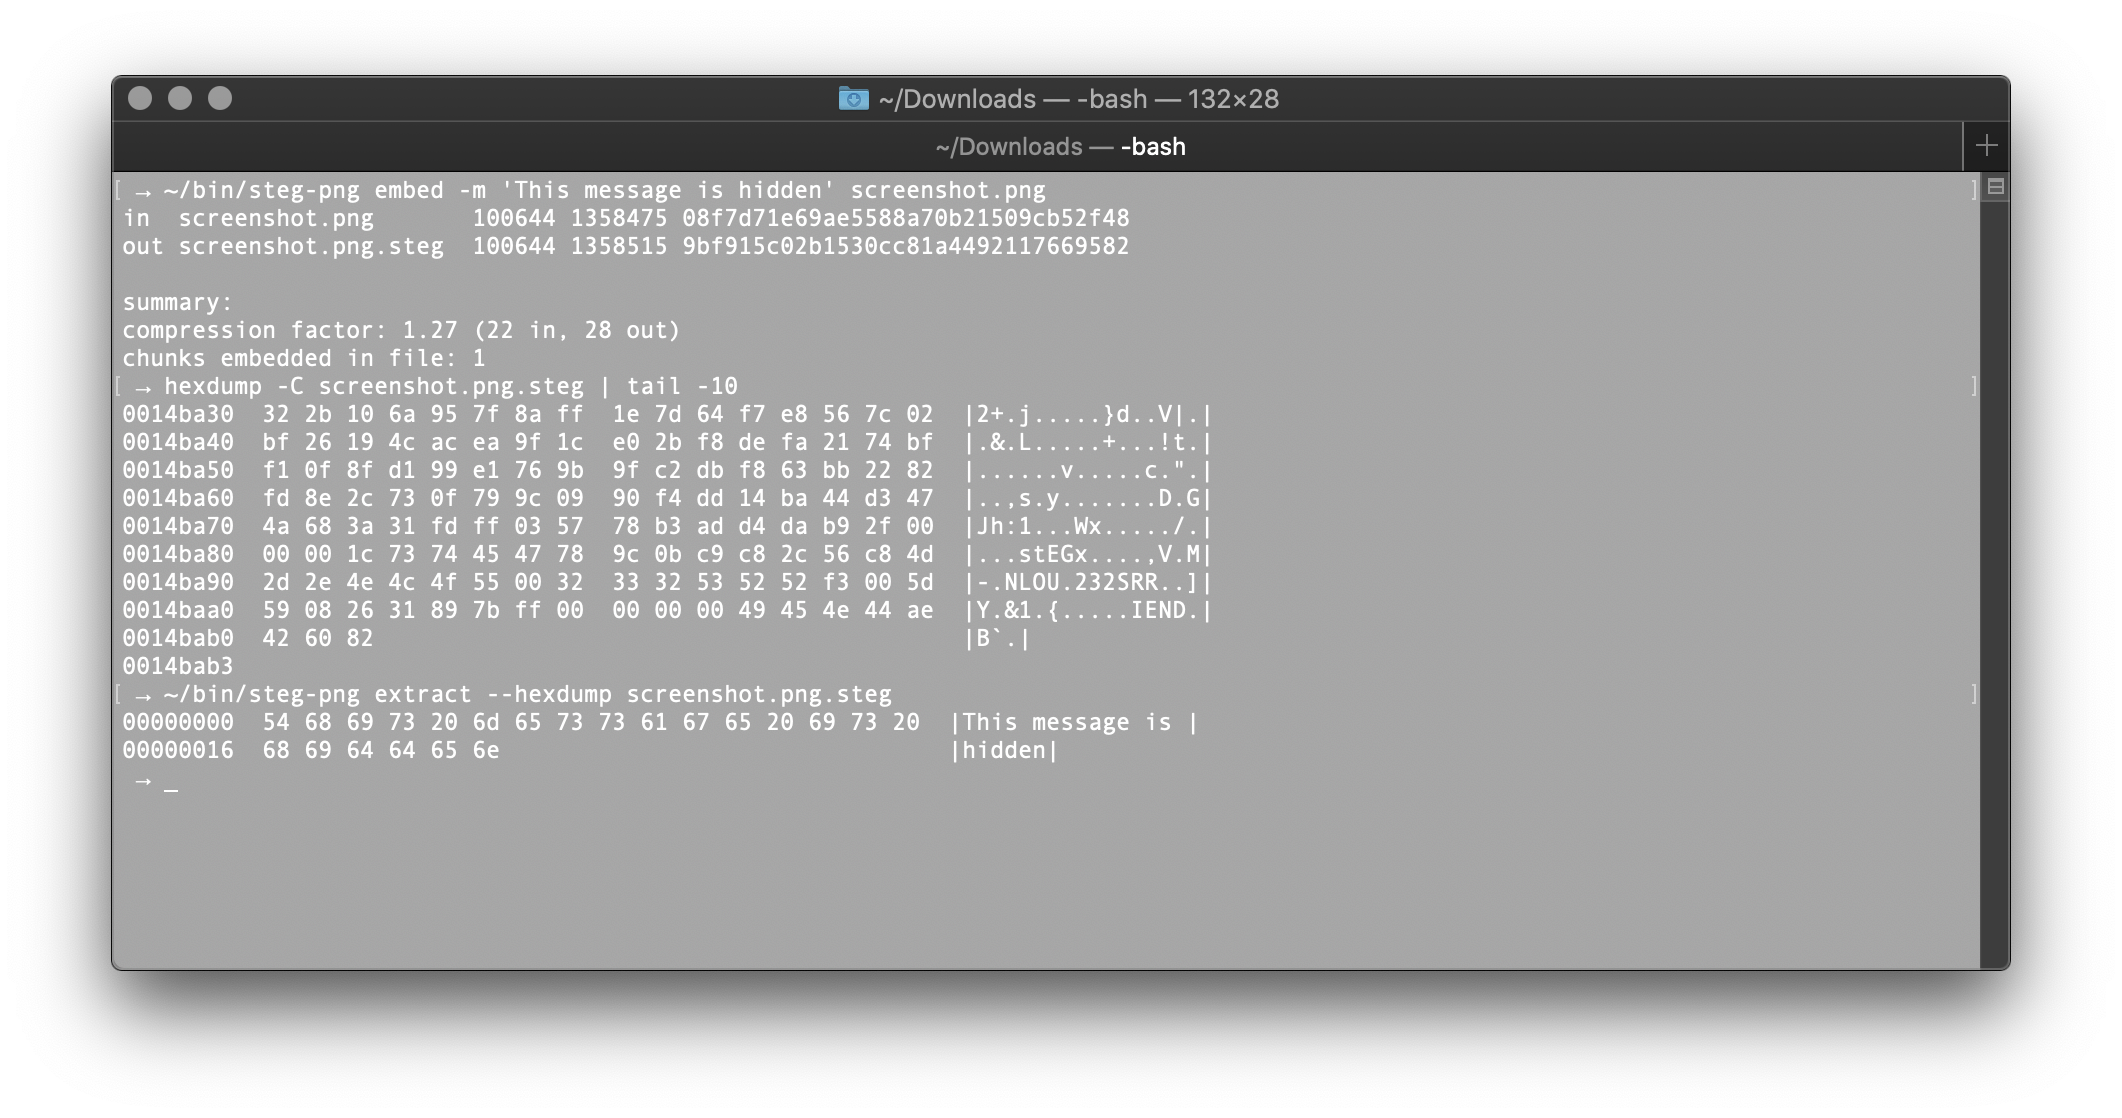 ~/Downloads — -bash — 132×28
~/Downloads — -bash
[ → ~/bin/steg-png embed -m 'This message is hidden' screenshot.png ]
in  screenshot.png       100644 1358475 08f7d71e69ae5588a70b21509cb52f48
out screenshot.png.steg  100644 1358515 9bf915c02b1530cc81a4492117669582
summary:
compression factor: 1.27 (22 in, 28 out)
chunks embedded in file: 1
[ → hexdump -C screenshot.png.steg | tail -10 ]
0014ba30  32 2b 10 6a 95 7f 8a ff  1e 7d 64 f7 e8 56 7c 02  |2+.j.....}d..V|.|
0014ba40  bf 26 19 4c ac ea 9f 1c  e0 2b f8 de fa 21 74 bf  |.&.L.....+...!t.|
0014ba50  f1 0f 8f d1 99 e1 76 9b  9f c2 db f8 63 bb 22 82  |......v.....c.".|
0014ba60  fd 8e 2c 73 0f 79 9c 09  90 f4 dd 14 ba 44 d3 47  |..,s.y.......D.G|
0014ba70  4a 68 3a 31 fd ff 03 57  78 b3 ad d4 da b9 2f 00  |Jh:1...Wx...../.|
0014ba80  00 00 1c 73 74 45 47 78  9c 0b c9 c8 2c 56 c8 4d  |...stEGx....,V.M|
0014ba90  2d 2e 4e 4c 4f 55 00 32  33 32 53 52 52 f3 00 5d  |-.NLOU.232SRR..]|
0014baa0  59 08 26 31 89 7b ff 00  00 00 00 49 45 4e 44 ae  |Y.&1.{.....IEND.|
0014bab0  42 60 82                                          |B`.|
0014bab3
[ → ~/bin/steg-png extract --hexdump screenshot.png.steg ]
00000000  54 68 69 73 20 6d 65 73 73 61 67 65 20 69 73 20  |This message is |
00000016  68 69 64 64 65 6e                                |hidden|
→ _